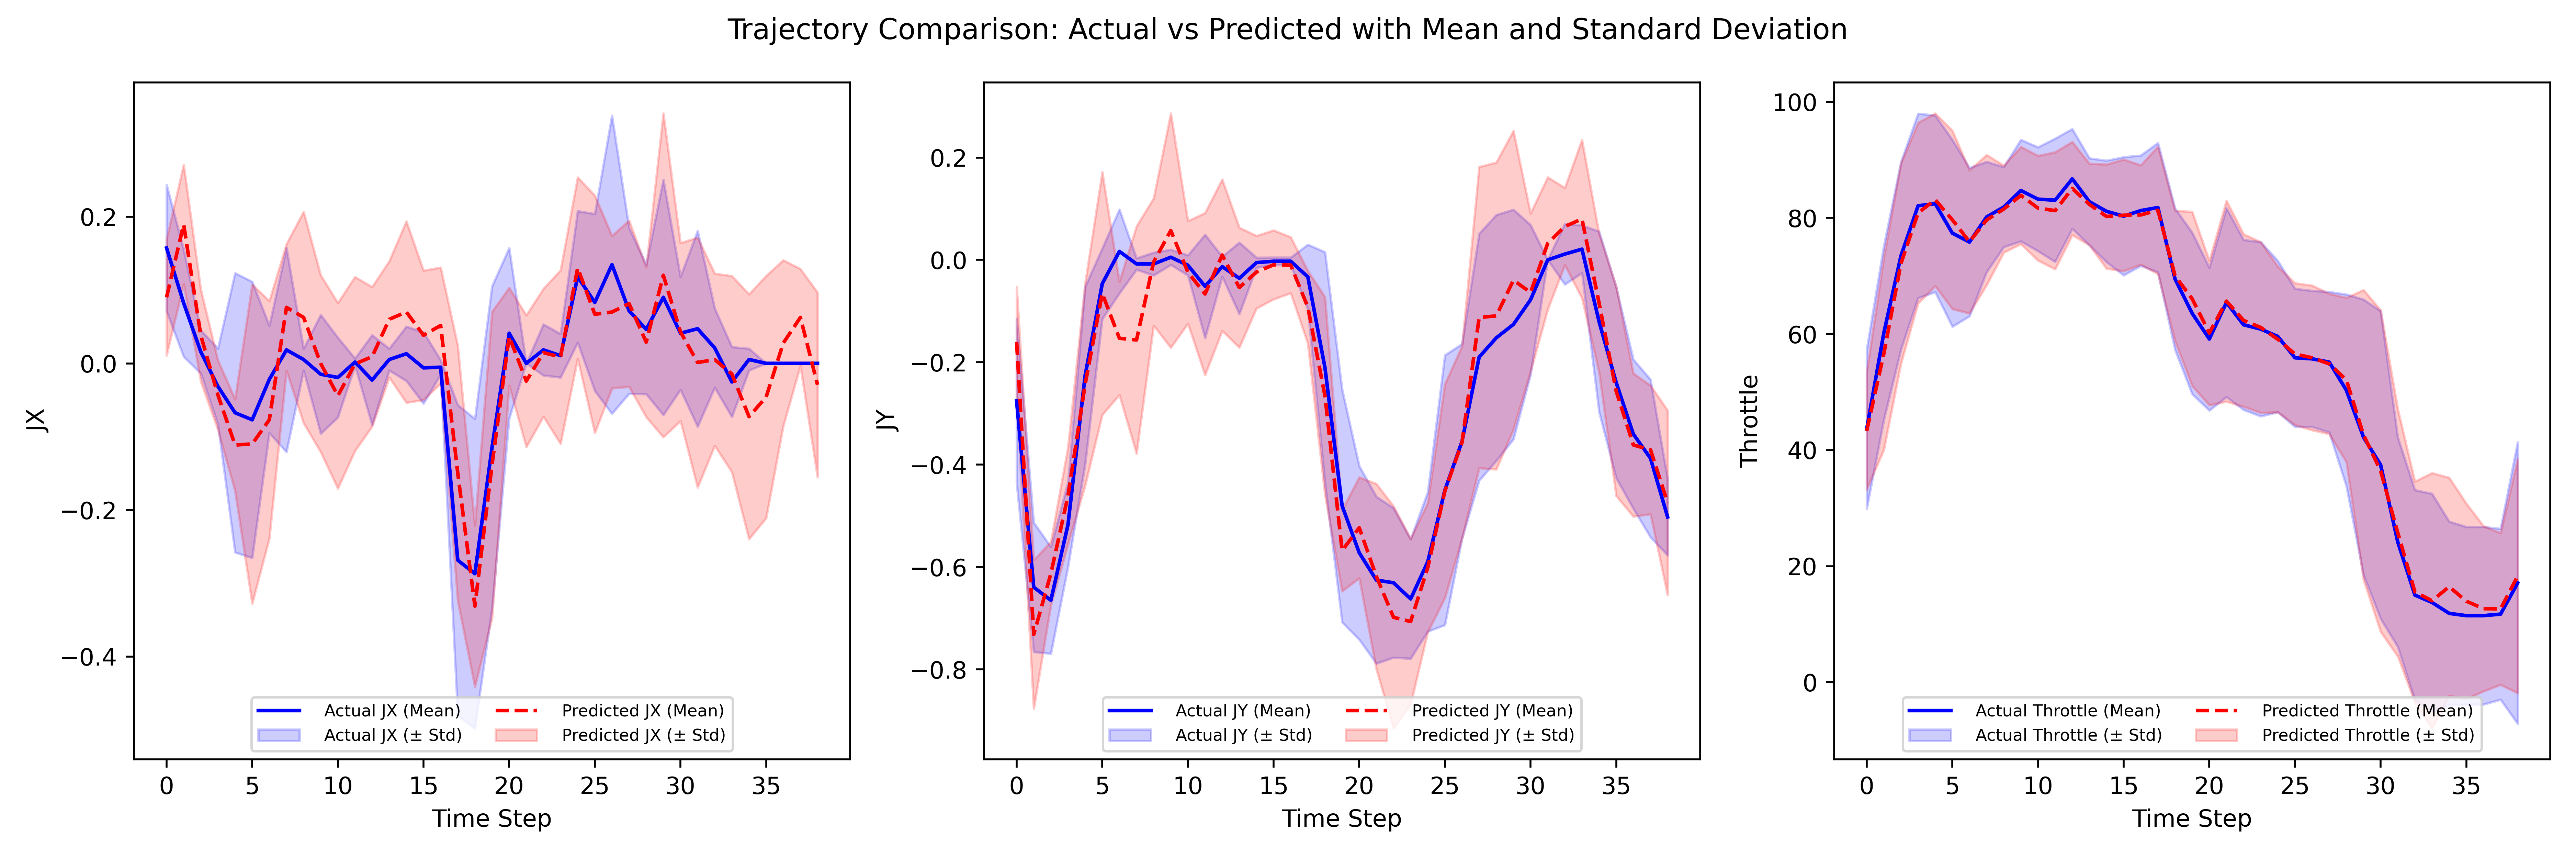 Trajectory Comparison: Actual vs Predicted with Mean and Standard Deviation
JX
0.2
0.0
−0.2
−0.4
Actual JX (Mean)
Predicted JX (Mean)
Actual JX (± Std)
Predicted JX (± Std)
0 5 10 15 20 25 30 35
Time Step
JY
0.2
0.0
−0.2
−0.4
−0.6
−0.8
Actual JY (Mean)
Predicted JY (Mean)
Actual JY (± Std)
Predicted JY (± Std)
0 5 10 15 20 25 30 35
Time Step
Throttle
100
80
60
40
20
0
Actual Throttle (Mean)
Predicted Throttle (Mean)
Actual Throttle (± Std)
Predicted Throttle (± Std)
0 5 10 15 20 25 30 35
Time Step